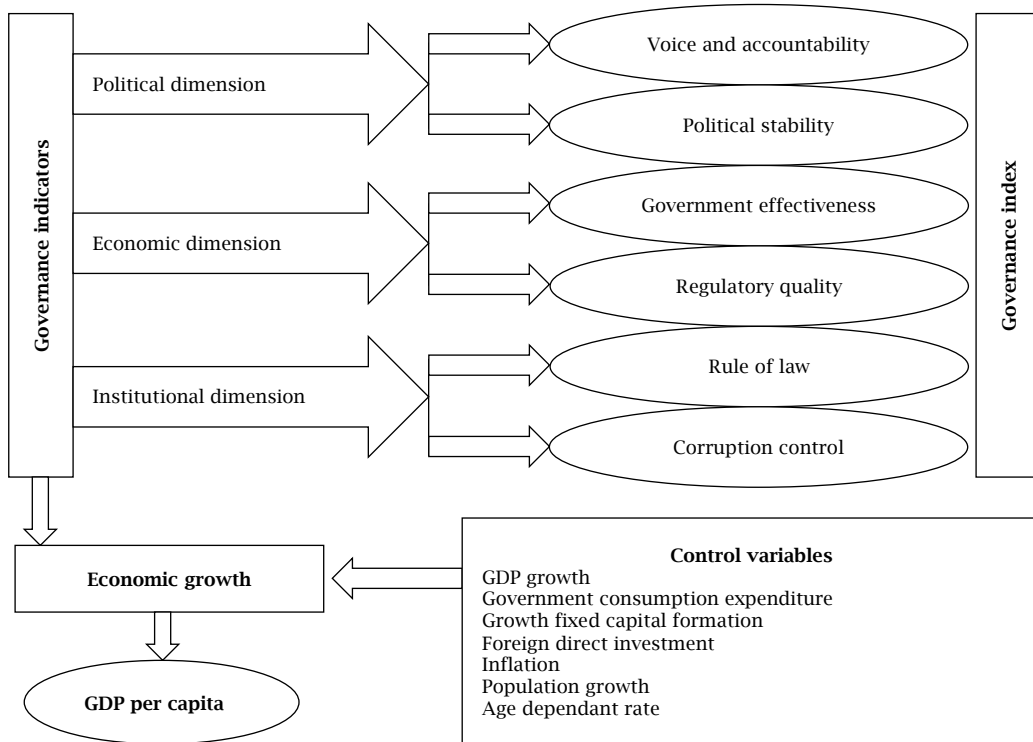 Governance indicators
Political dimension
Voice and accountability
Political stability
Economic dimension
Government effectiveness
Regulatory quality
Institutional dimension
Rule of law
Corruption control
Governance index
Economic growth
GDP per capita
Control variables
GDP growth
Government consumption expenditure
Growth fixed capital formation
Foreign direct investment
Inflation
Population growth
Age dependant rate